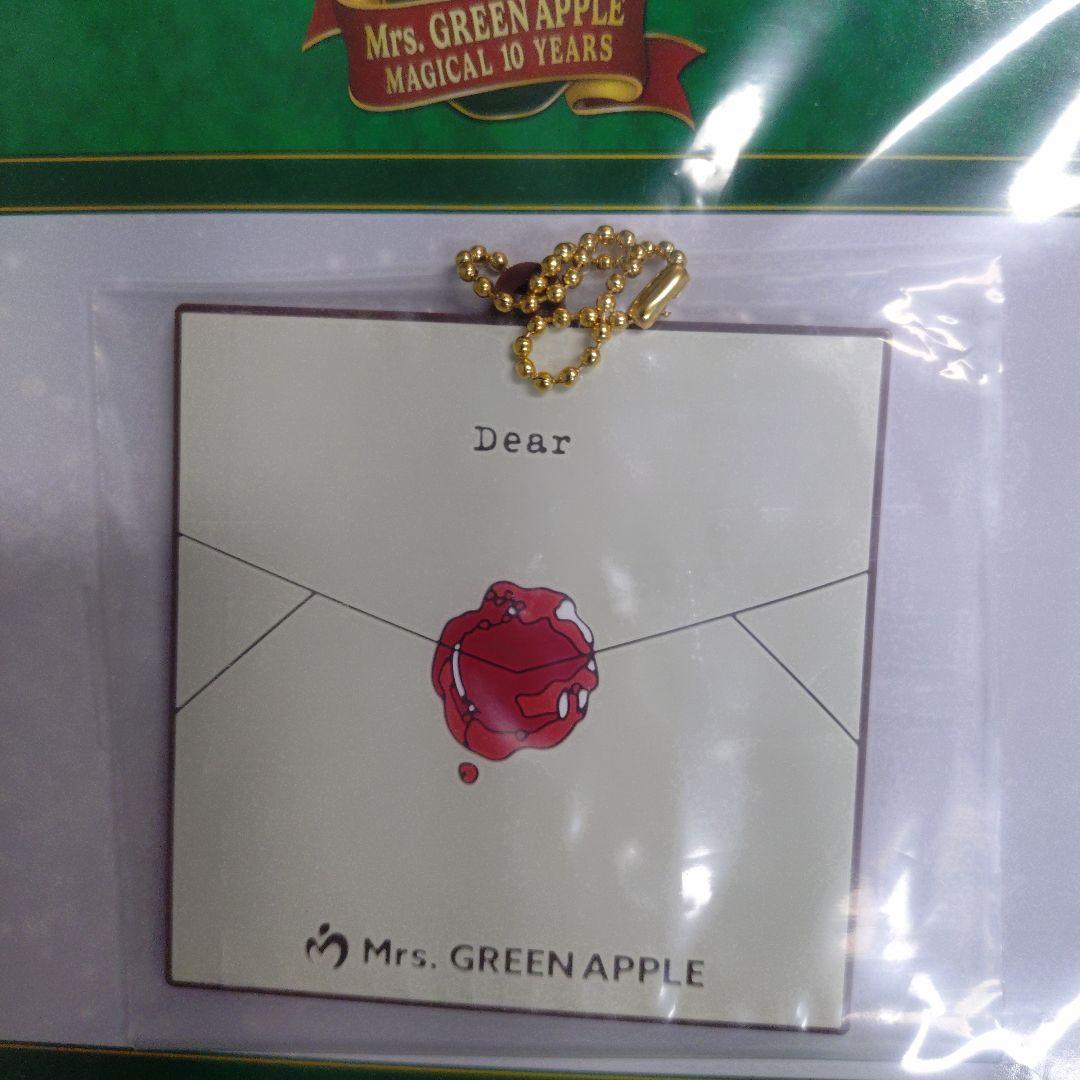 Mrs. GREEN APPLE
MAGICAL 10 YEARS
Dear
Mrs. GREEN APPLE